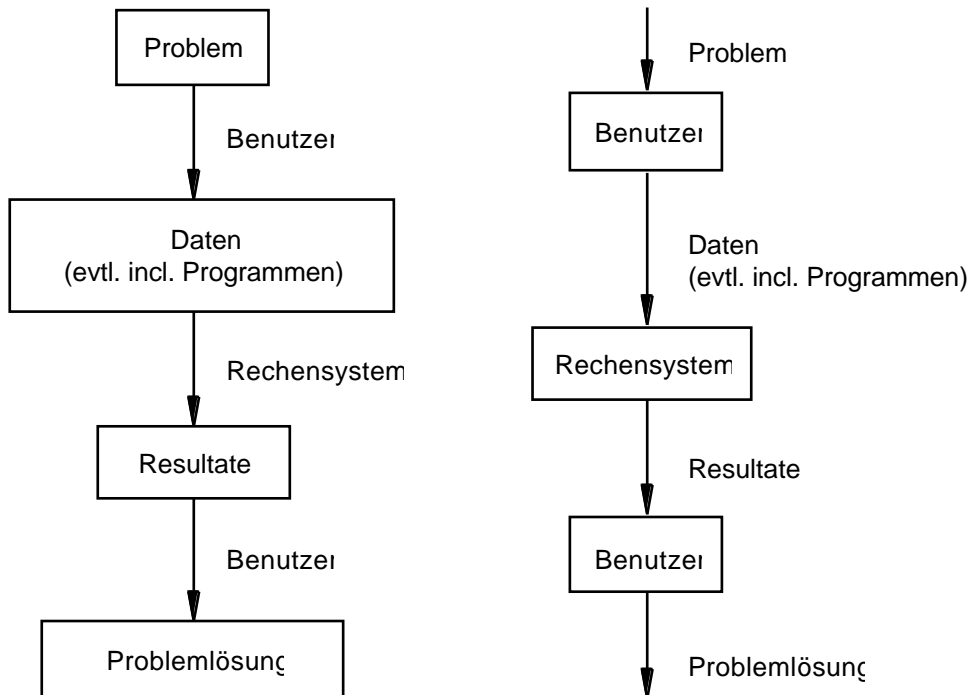 Problem
Benutzer
Daten
(evtl. incl. Programmen)
Rechensystem
Resultate
Benutzer
Problemlösung
Problem
Benutzer
Daten
(evtl. incl. Programmen)
Rechensystem
Resultate
Benutzer
Problemlösung